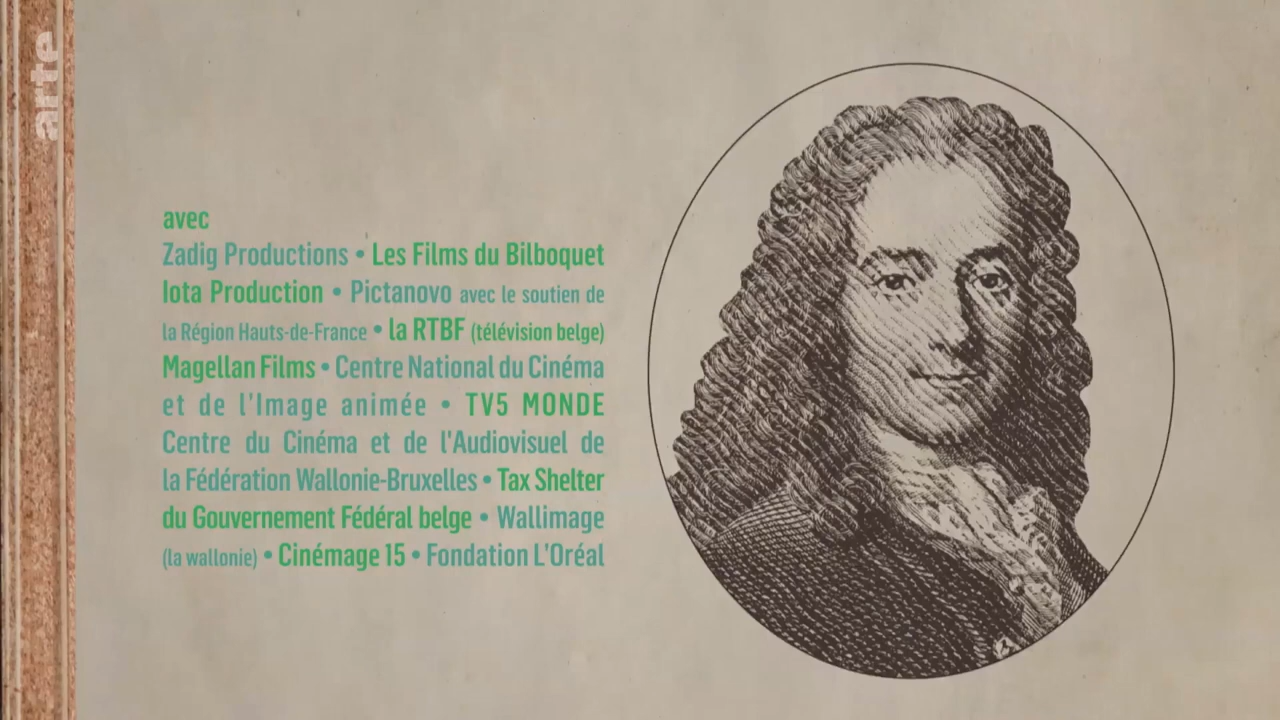 arte
avec
Zadig Productions • Les Films du Bilboquet
Iota Production • Pictanovo avec le soutien de
la Région Hauts-de-France • la RTBF (télévision belge)
Magellan Films • Centre National du Cinéma
et de l'Image animée • TV5 MONDE
Centre du Cinéma et de l'Audiovisuel de
la Fédération Wallonie-Bruxelles • Tax Shelter
du Gouvernement Fédéral belge • Wallimage
(la wallonie) • Cinémage 15 • Fondation L'Oréal